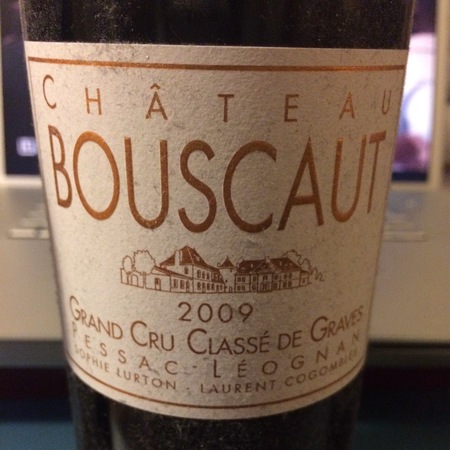 CHÂTEAU
BOUSCAUT
2009
GRAND CRU CLASSÉ DE GRAVES
PESSAC-LÉOGNAN
SOPHIE LURTON - LAURENT COGOMBLES